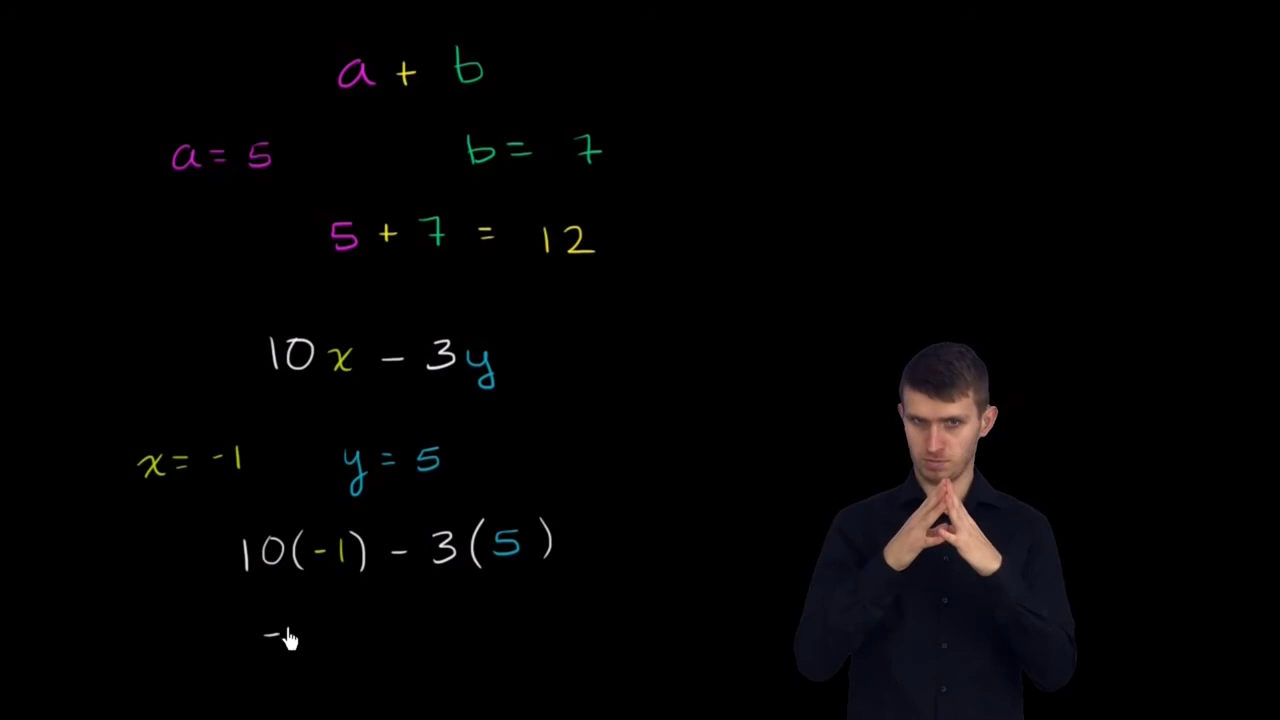 a + b
a = 5 b = 7
5 + 7 = 12
10x - 3y
x = -1 y = 5
10(-1) - 3(5)
-